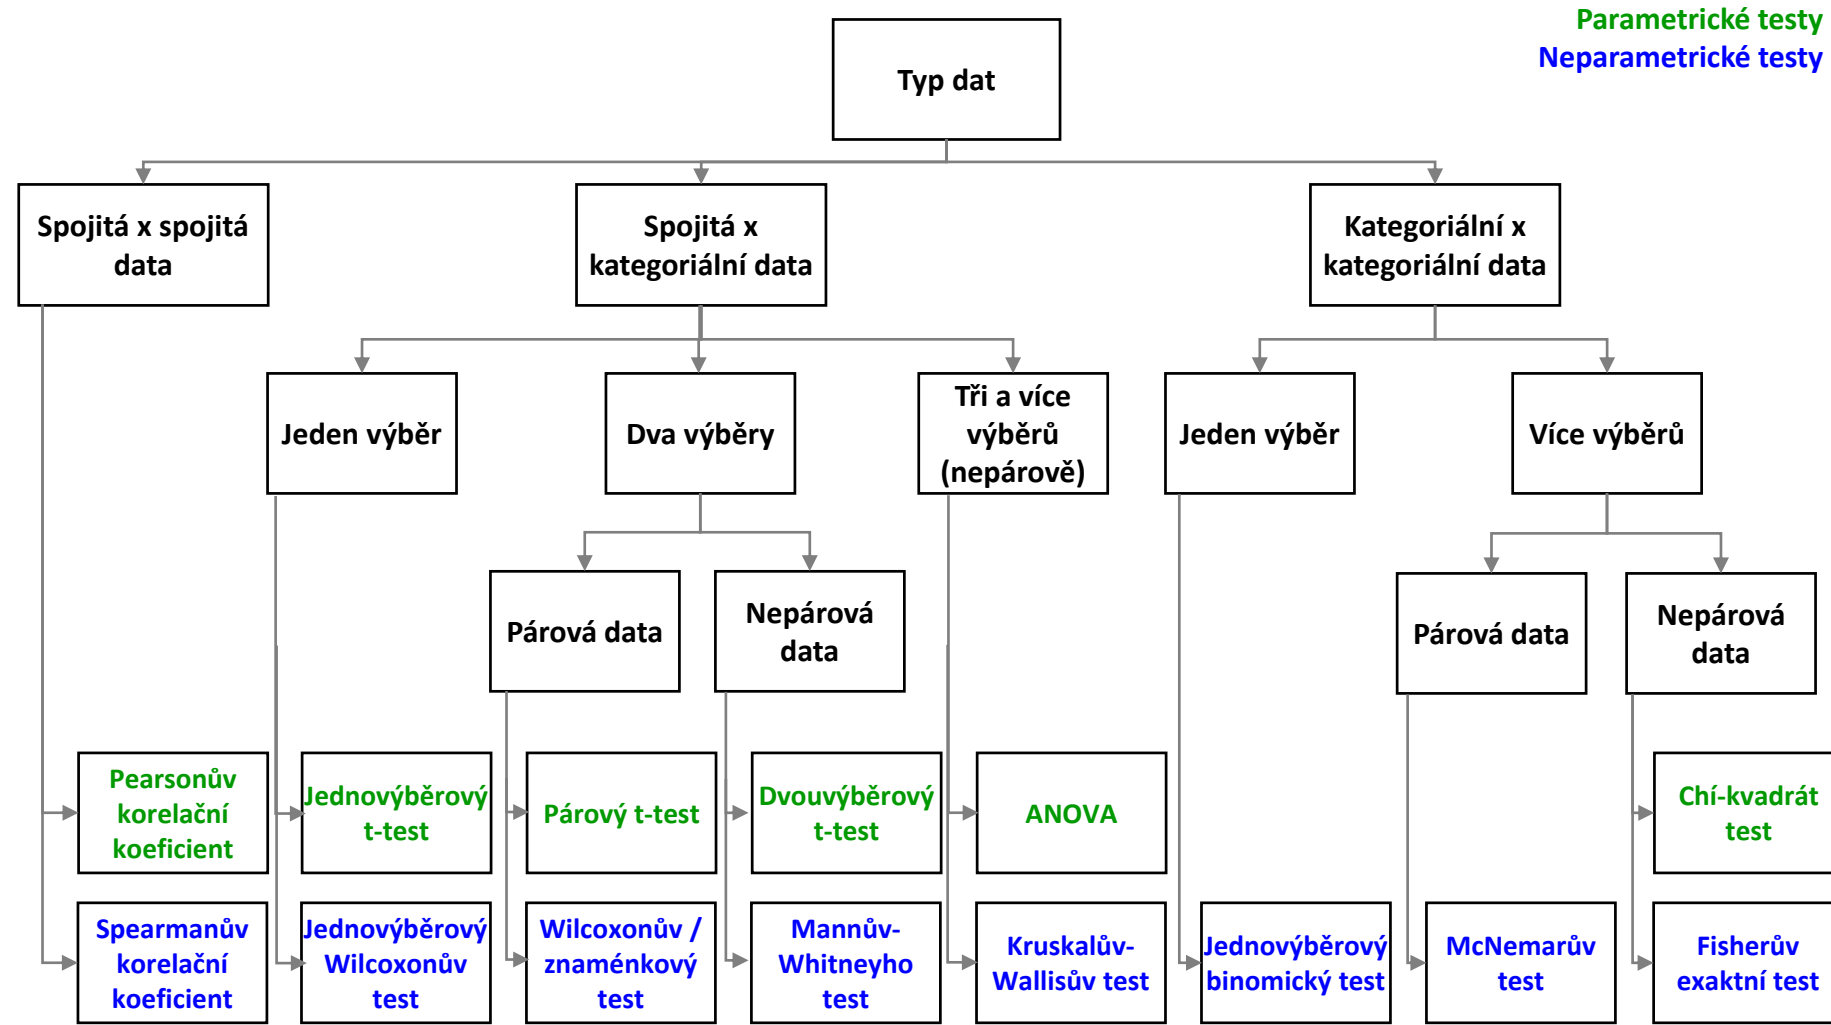 Parametrické testy
Neparametrické testy
Typ dat
Spojitá x spojitá
data
Spojitá x
kategoriální data
Kategoriální x
kategoriální data
Jeden výběr
Dva výběry
Tři a více
výběrů
(nepárově)
Jeden výběr
Více výběrů
Párová data
Nepárová
data
Párová data
Nepárová
data
Pearsonův
korelační
koeficient
Jednovýběrový
t-test
Párový t-test
Dvouvýběrový
t-test
ANOVA
Chí-kvadrát
test
Spearmanův
korelační
koeficient
Jednovýběrový
Wilcoxonův
test
Wilcoxonův /
znaménkový
test
Mannův-
Whitneyho
test
Kruskalův-
Wallisův test
Jednovýběrový
binomický test
McNemarův
test
Fisherův
exaktní test